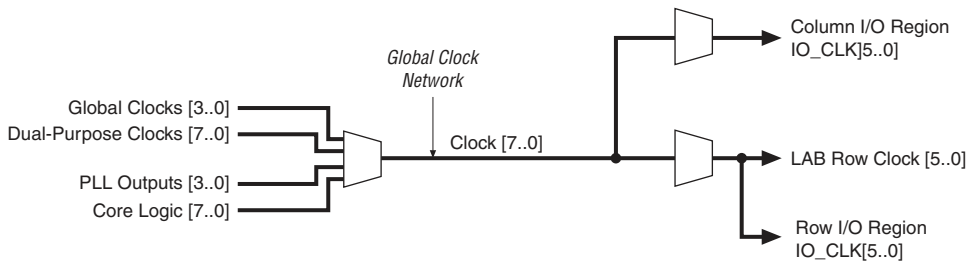 Column I/O Region
IO_CLK]5..0]
Global Clock
Network
Global Clocks [3..0]
Dual-Purpose Clocks [7..0]
Clock [7..0]
PLL Outputs [3..0]
Core Logic [7..0]
LAB Row Clock [5..0]
Row I/O Region
IO_CLK[5..0]